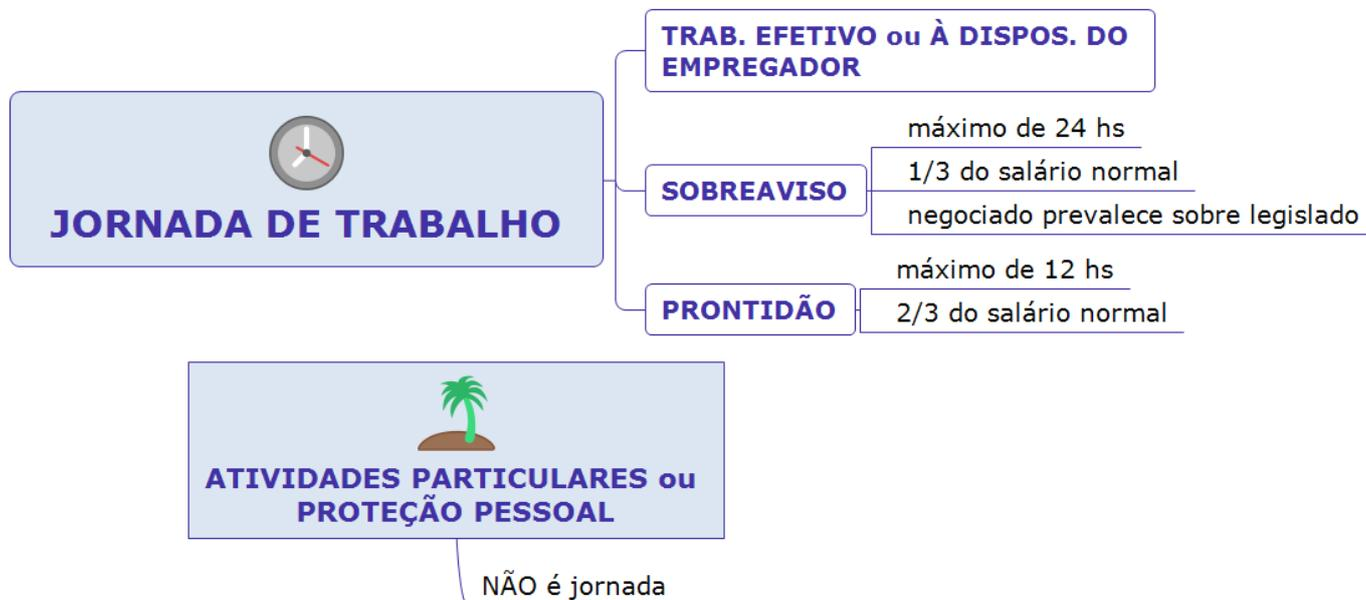 TRAB. EFETIVO ou À DISPOS. DO
EMPREGADOR
JORNADA DE TRABALHO
SOBREAVISO
máximo de 24 hs
1/3 do salário normal
negociado prevalece sobre legislado
PRONTIDÃO
máximo de 12 hs
2/3 do salário normal
ATIVIDADES PARTICULARES ou
PROTEÇÃO PESSOAL
NÃO é jornada